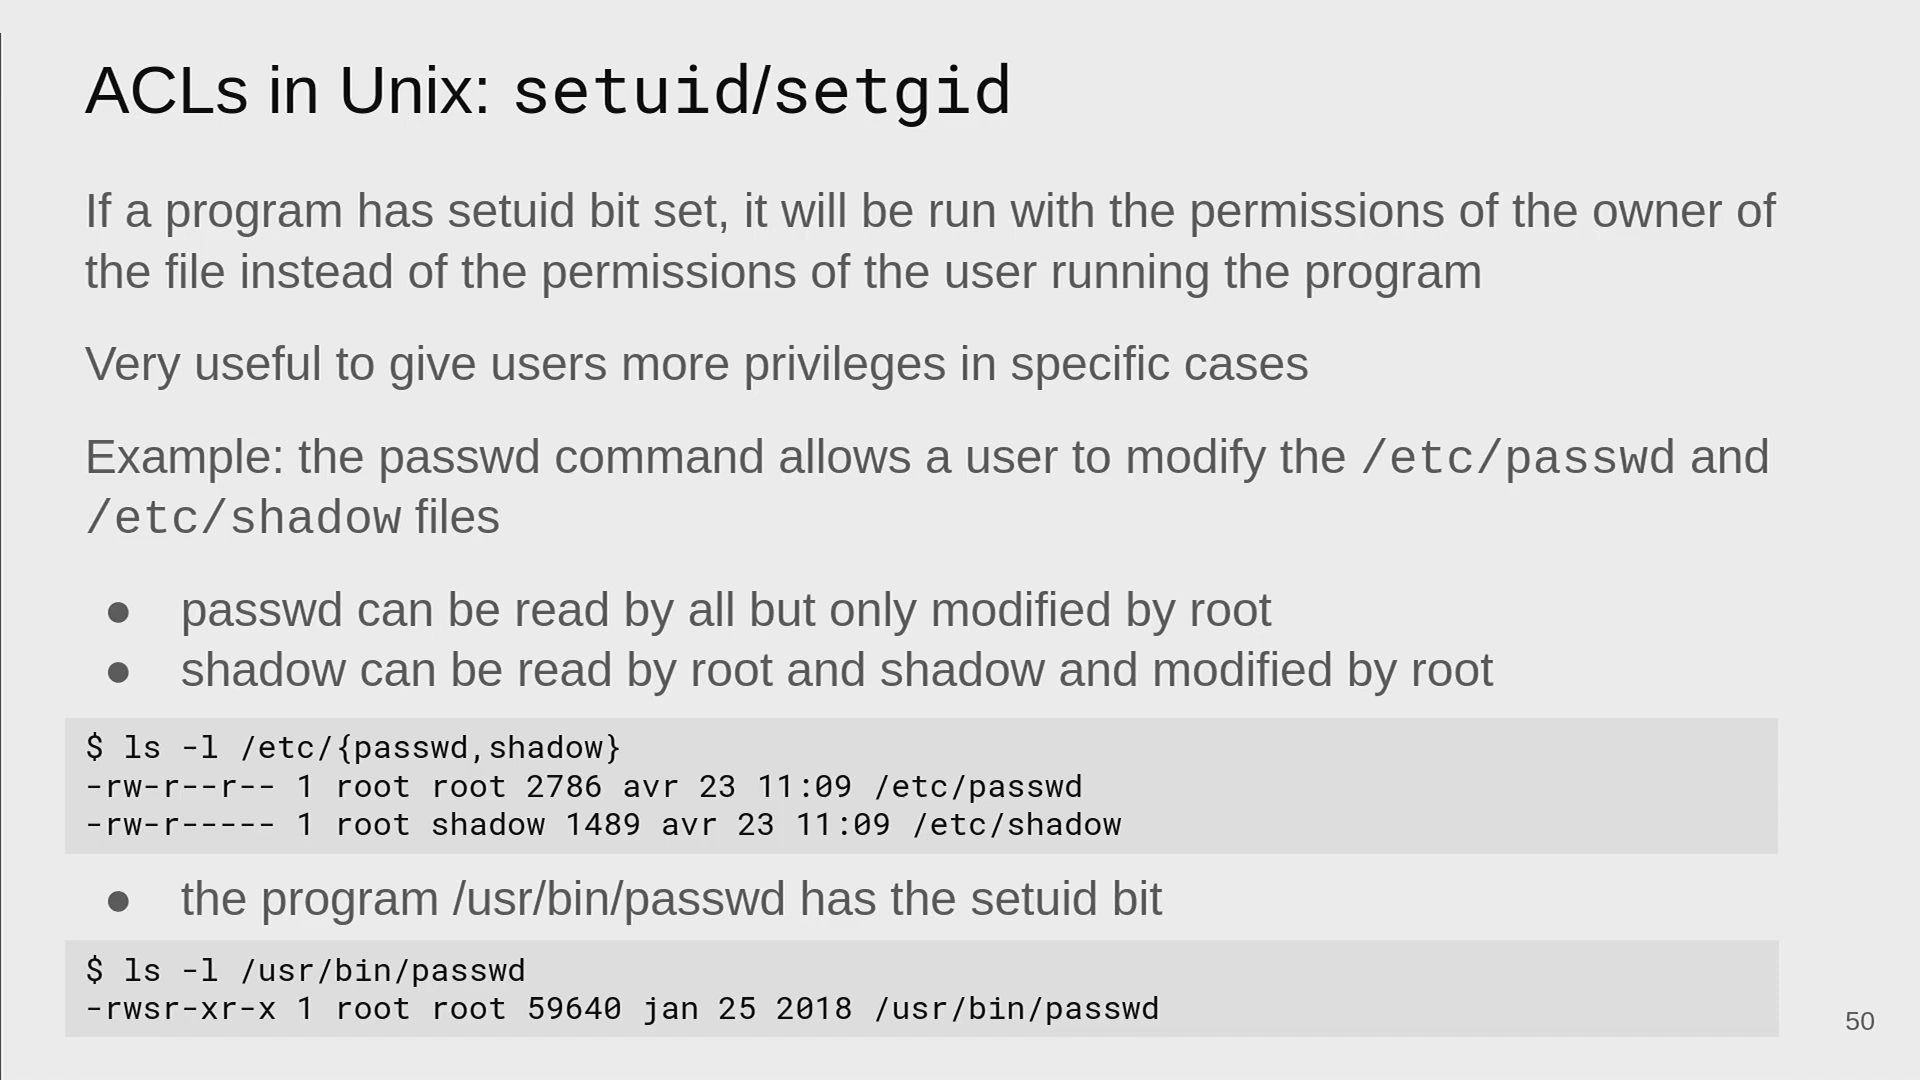 ACLs in Unix: setuid/setgid
If a program has setuid bit set, it will be run with the permissions of the owner of
the file instead of the permissions of the user running the program
Very useful to give users more privileges in specific cases
Example: the passwd command allows a user to modify the /etc/passwd and
/etc/shadow files
● passwd can be read by all but only modified by root
● shadow can be read by root and shadow and modified by root
$ ls -l /etc/{passwd,shadow}
-rw-r--r-- 1 root root 2786 avr 23 11:09 /etc/passwd
-rw-r----- 1 root shadow 1489 avr 23 11:09 /etc/shadow
● the program /usr/bin/passwd has the setuid bit
$ ls -l /usr/bin/passwd
-rwsr-xr-x 1 root root 59640 jan 25 2018 /usr/bin/passwd
50